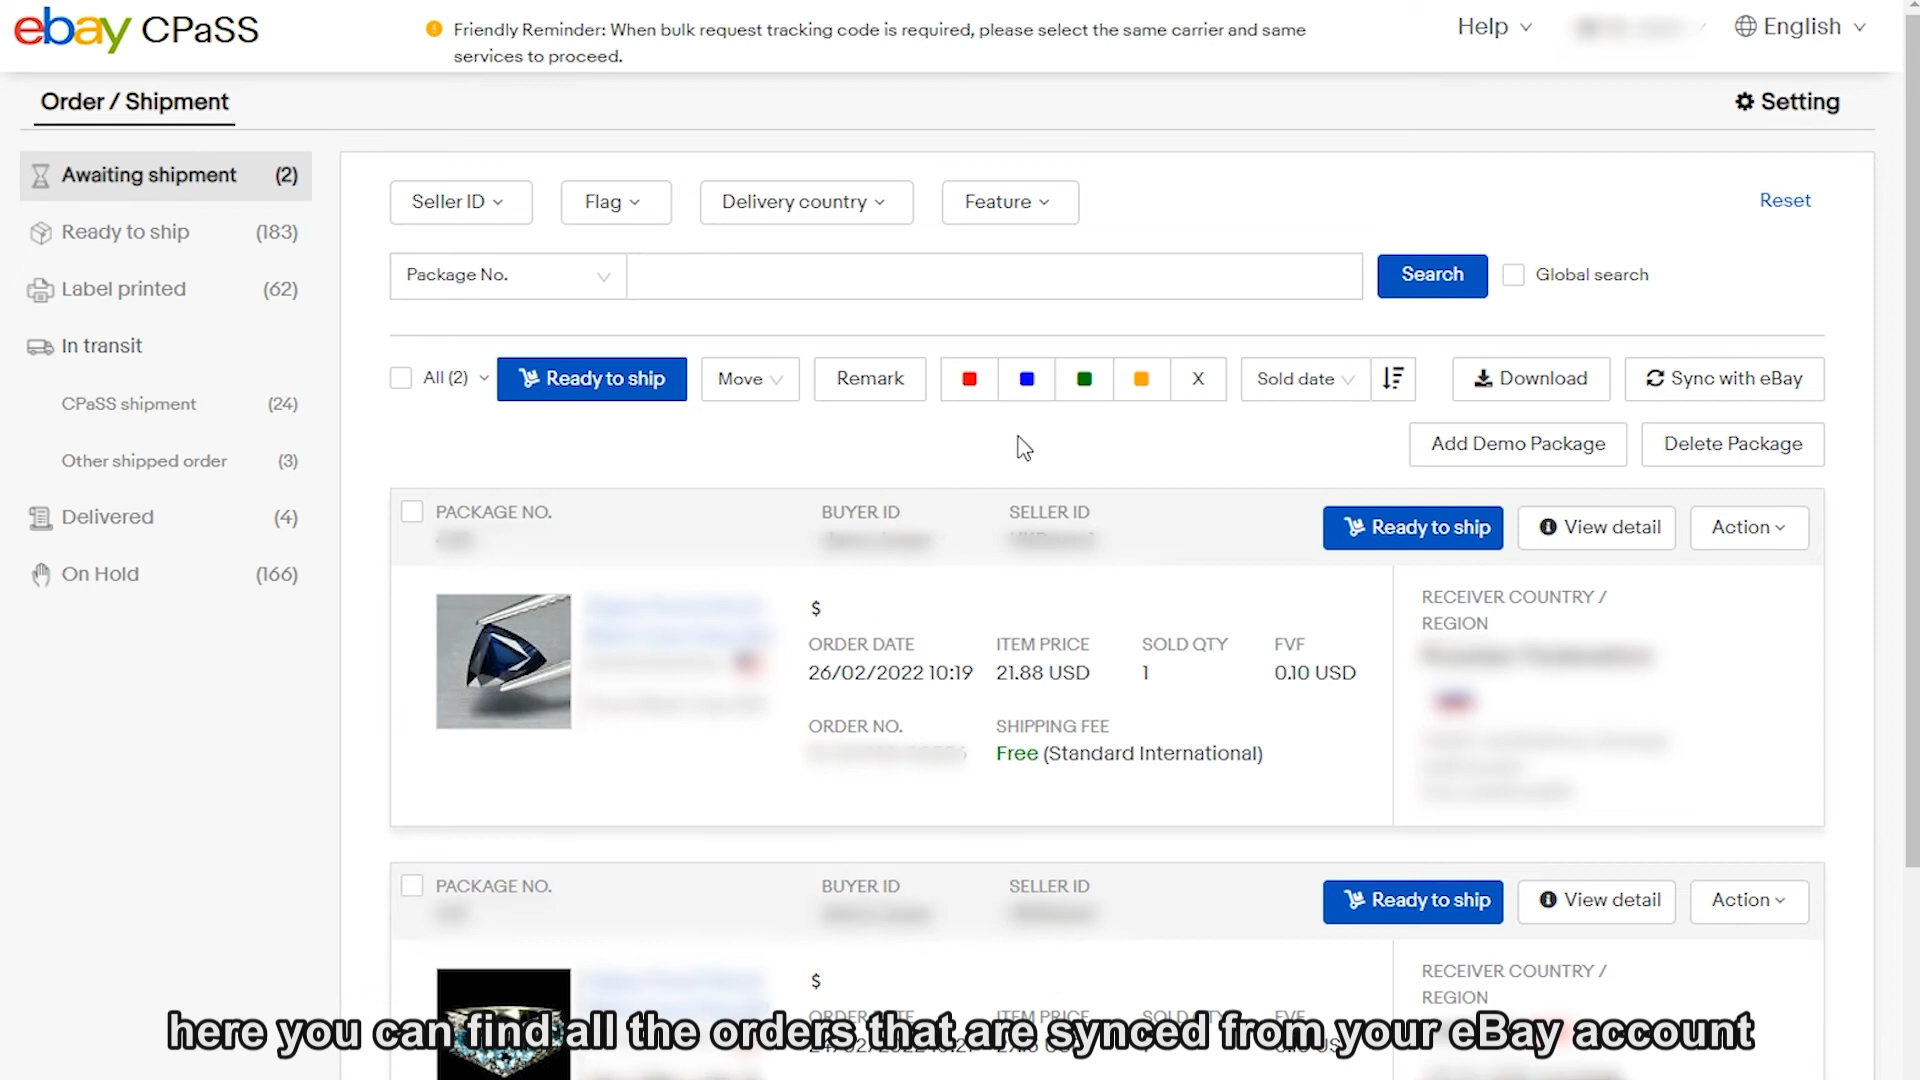 ebay CPaSS
Friendly Reminder: When bulk request tracking code is required, please select the same carrier and same
services to proceed.
Help
English
Order / Shipment
Setting
Awaiting shipment (2)
Ready to ship (183)
Label printed (62)
In transit
CPaSS shipment (24)
Other shipped order (3)
Delivered (4)
On Hold (166)
Seller ID
Flag
Delivery country
Feature
Reset
Package No.
Search
Global search
All (2)
Ready to ship
Move
Remark
X
Sold date
Download
Sync with eBay
Add Demo Package
Delete Package
PACKAGE NO.
BUYER ID
SELLER ID
Ready to ship
View detail
Action
$
ORDER DATE ITEM PRICE SOLD QTY FVF
26/02/2022 10:19 21.88 USD 1 0.10 USD
ORDER NO. SHIPPING FEE
Free (Standard International)
RECEIVER COUNTRY /
REGION
PACKAGE NO.
BUYER ID
SELLER ID
Ready to ship
View detail
Action
$
RECEIVER COUNTRY /
REGION
here you can find all the orders that are synced from your eBay account